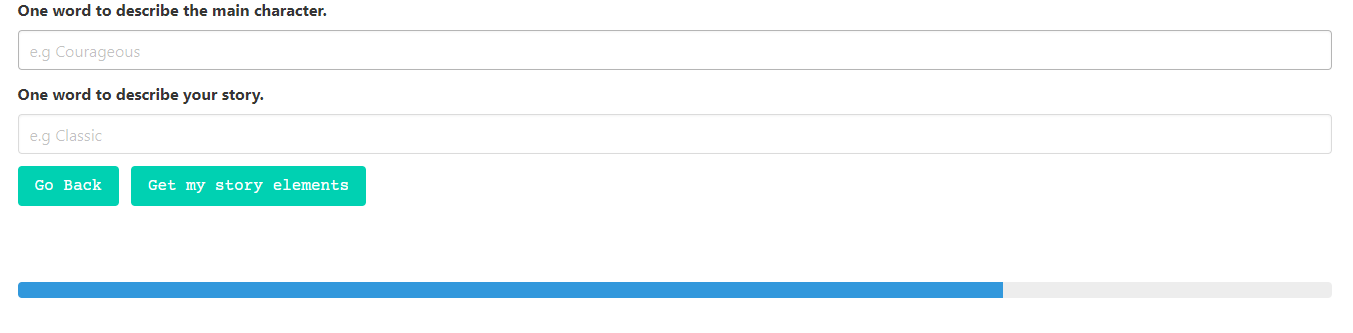 One word to describe the main character.
e.g Courageous
One word to describe your story.
e.g Classic
Go Back Get my story elements